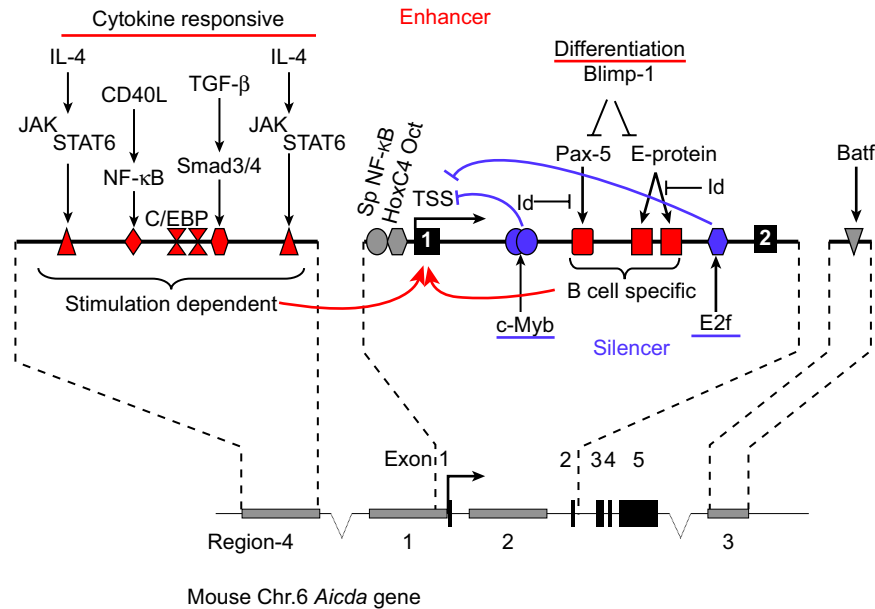 Cytokine responsive
Enhancer
IL-4
CD40L
TGF-β
IL-4
JAK
STAT6
NF-κB
Smad3/4
JAK
STAT6
C/EBP
Differentiation
Blimp-1
Sp NF-κB
HoxC4 Oct
TSS
Id
Pax-5
E-protein
Id
Batf
1
2
Stimulation dependent
B cell specific
c-Myb
E2f
Silencer
Exon 1
2
3
4
5
Region-4
1
2
3
Mouse Chr.6 Aicda gene